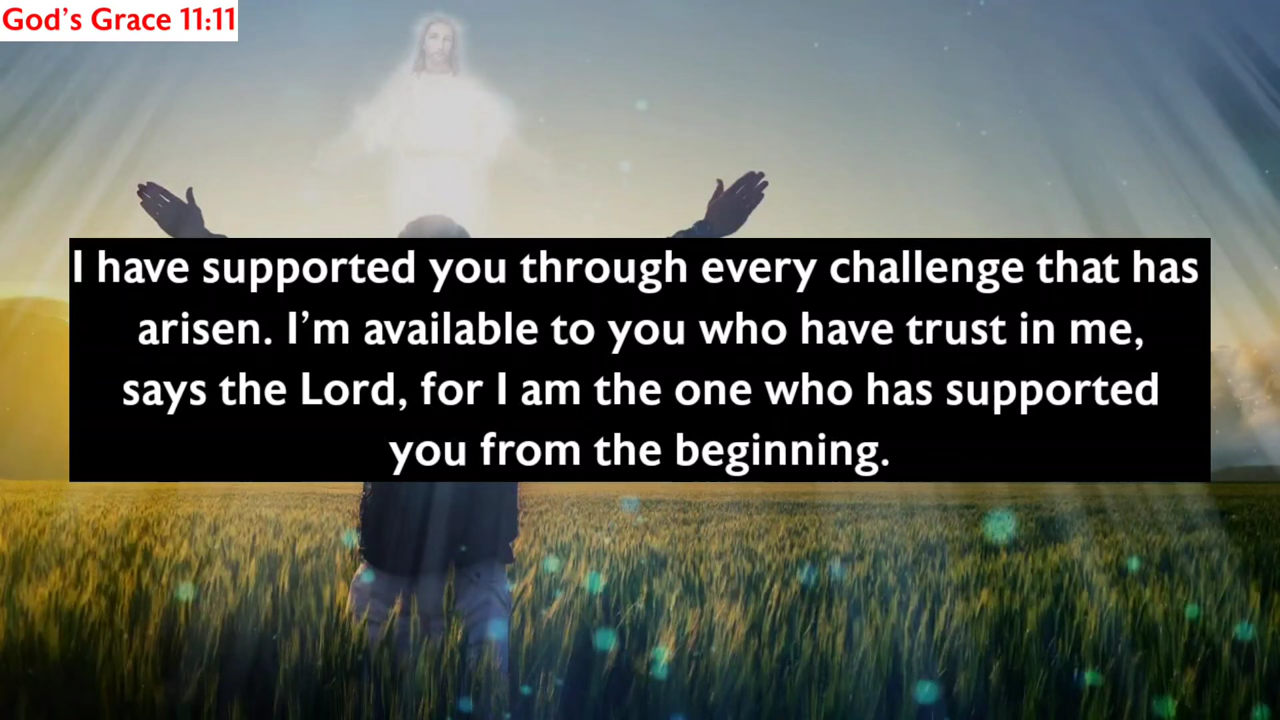 God’s Grace 11:11
I have supported you through every challenge that has
arisen. I’m available to you who have trust in me,
says the Lord, for I am the one who has supported
you from the beginning.